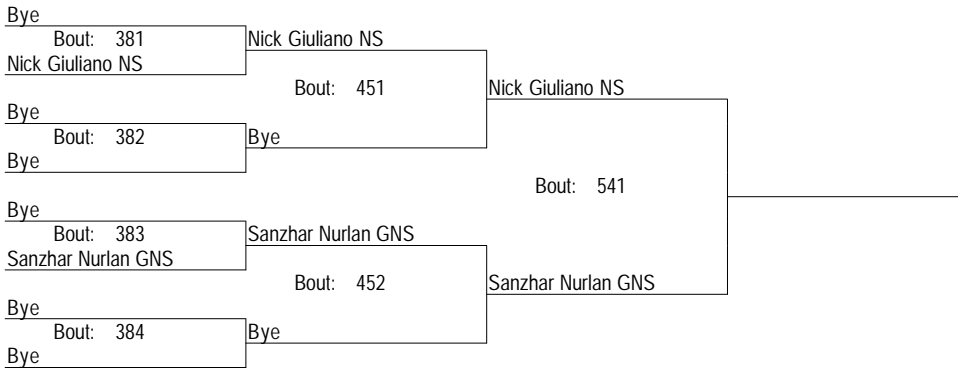 Bye
Bout: 381 Nick Giuliano NS
Nick Giuliano NS
Bout: 451 Nick Giuliano NS
Bye
Bout: 382 Bye
Bye
Bout: 541
Bye
Bout: 383 Sanzhar Nurlan GNS
Sanzhar Nurlan GNS
Bout: 452 Sanzhar Nurlan GNS
Bye
Bout: 384 Bye
Bye